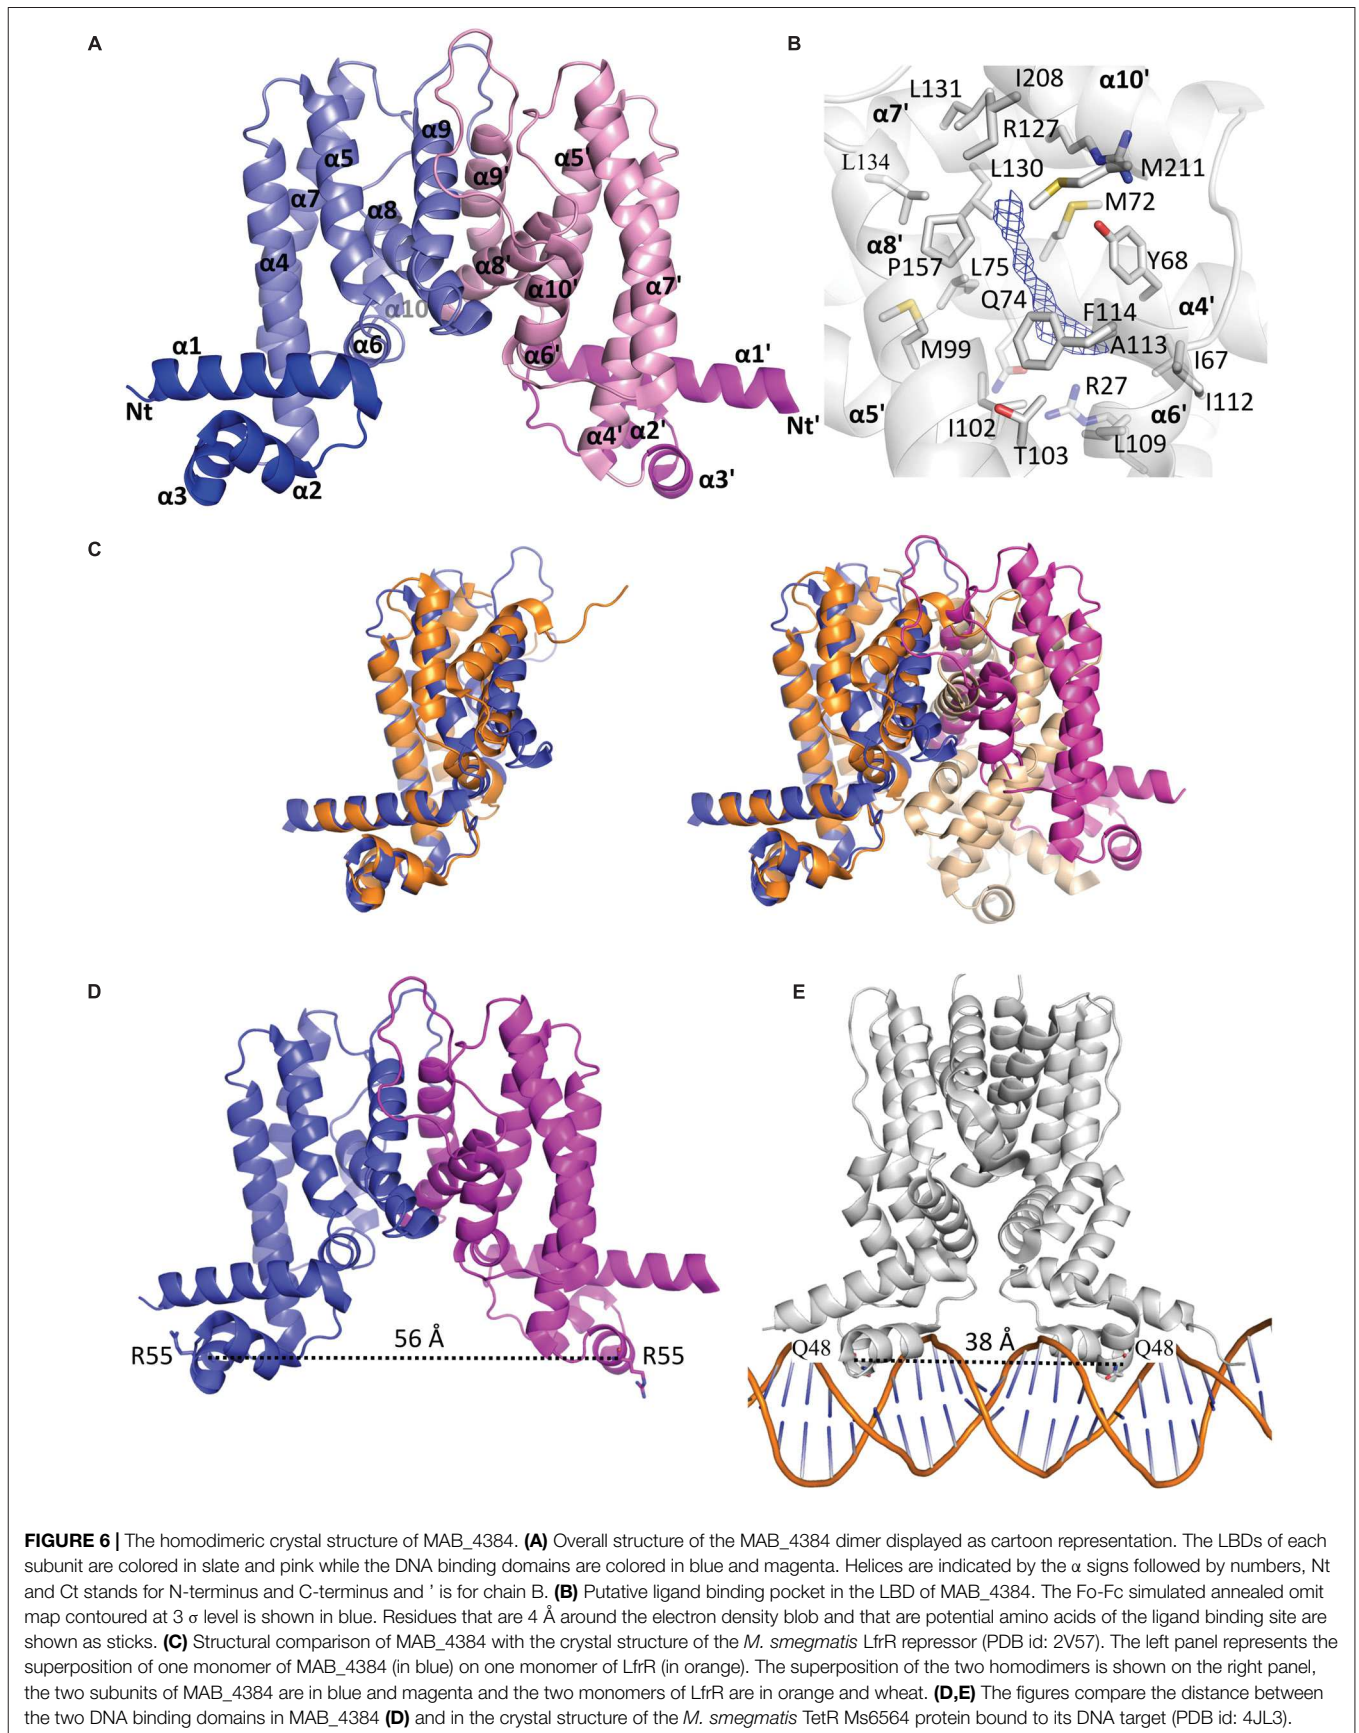 A
α9
α5
α5'
α9'
α7
α8
α4
α8'
α10'
α7'
α10
α6
α6'
α1
α1'
Nt
Nt'
α4'
α2'
α3'
α3
α2
B
I208
α10'
L131
α7'
R127
L134
L130
M211
M72
α8'
P157
L75
Y68
Q74
α4'
F114
M99
A113
I67
R27
I112
α5'
α6'
I102
L109
T103
C
D
R55
56 Å
R55
E
Q48
38 Å
Q48
FIGURE 6 | The homodimeric crystal structure of MAB_4384. (A) Overall structure of the MAB_4384 dimer displayed as cartoon representation. The LBDs of each
subunit are colored in slate and pink while the DNA binding domains are colored in blue and magenta. Helices are indicated by the α signs followed by numbers, Nt
and Ct stands for N-terminus and C-terminus and ’ is for chain B. (B) Putative ligand binding pocket in the LBD of MAB_4384. The Fo-Fc simulated annealed omit
map contoured at 3 σ level is shown in blue. Residues that are 4 Å around the electron density blob and that are potential amino acids of the ligand binding site are
shown as sticks. (C) Structural comparison of MAB_4384 with the crystal structure of the M. smegmatis LfrR repressor (PDB id: 2V57). The left panel represents the
superposition of one monomer of MAB_4384 (in blue) on one monomer of LfrR (in orange). The superposition of the two homodimers is shown on the right panel,
the two subunits of MAB_4384 are in blue and magenta and the two monomers of LfrR are in orange and wheat. (D,E) The figures compare the distance between
the two DNA binding domains in MAB_4384 (D) and in the crystal structure of the M. smegmatis TetR Ms6564 protein bound to its DNA target (PDB id: 4JL3).